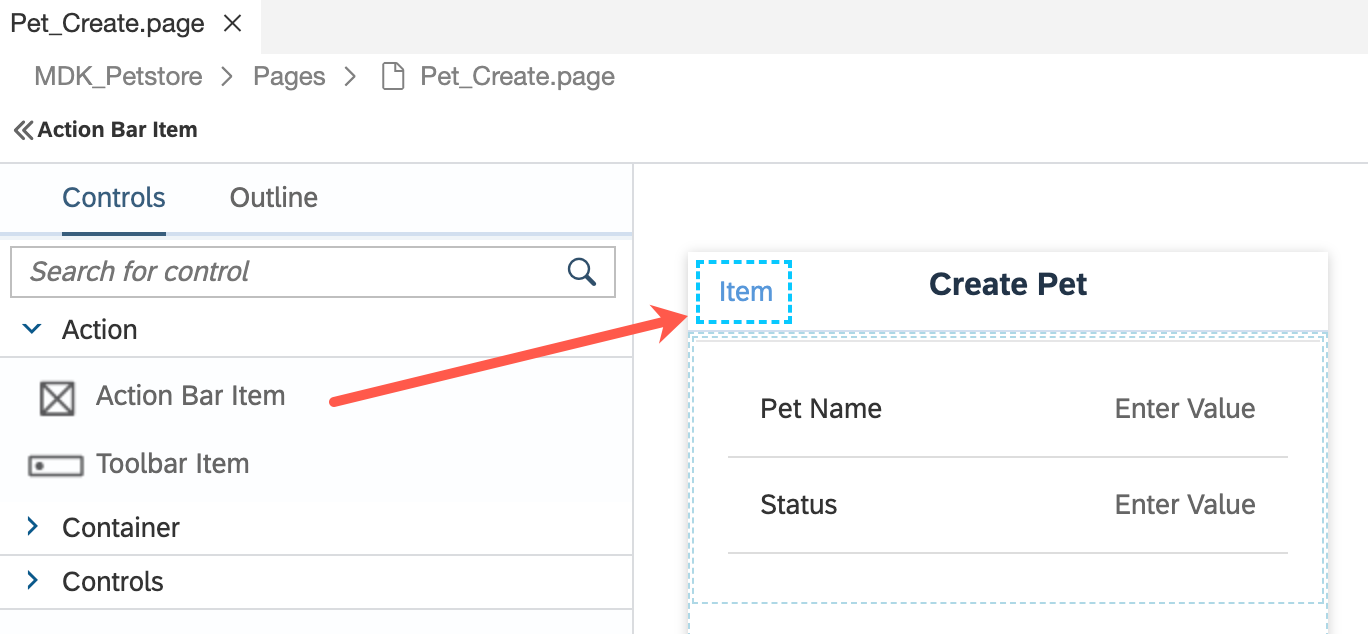 Pet_Create.page
MDK_Petstore > Pages > Pet_Create.page
Action Bar Item
Controls Outline
Search for control
Action
Action Bar Item
Toolbar Item
Container
Controls
Item Create Pet
Pet Name Enter Value
Status Enter Value